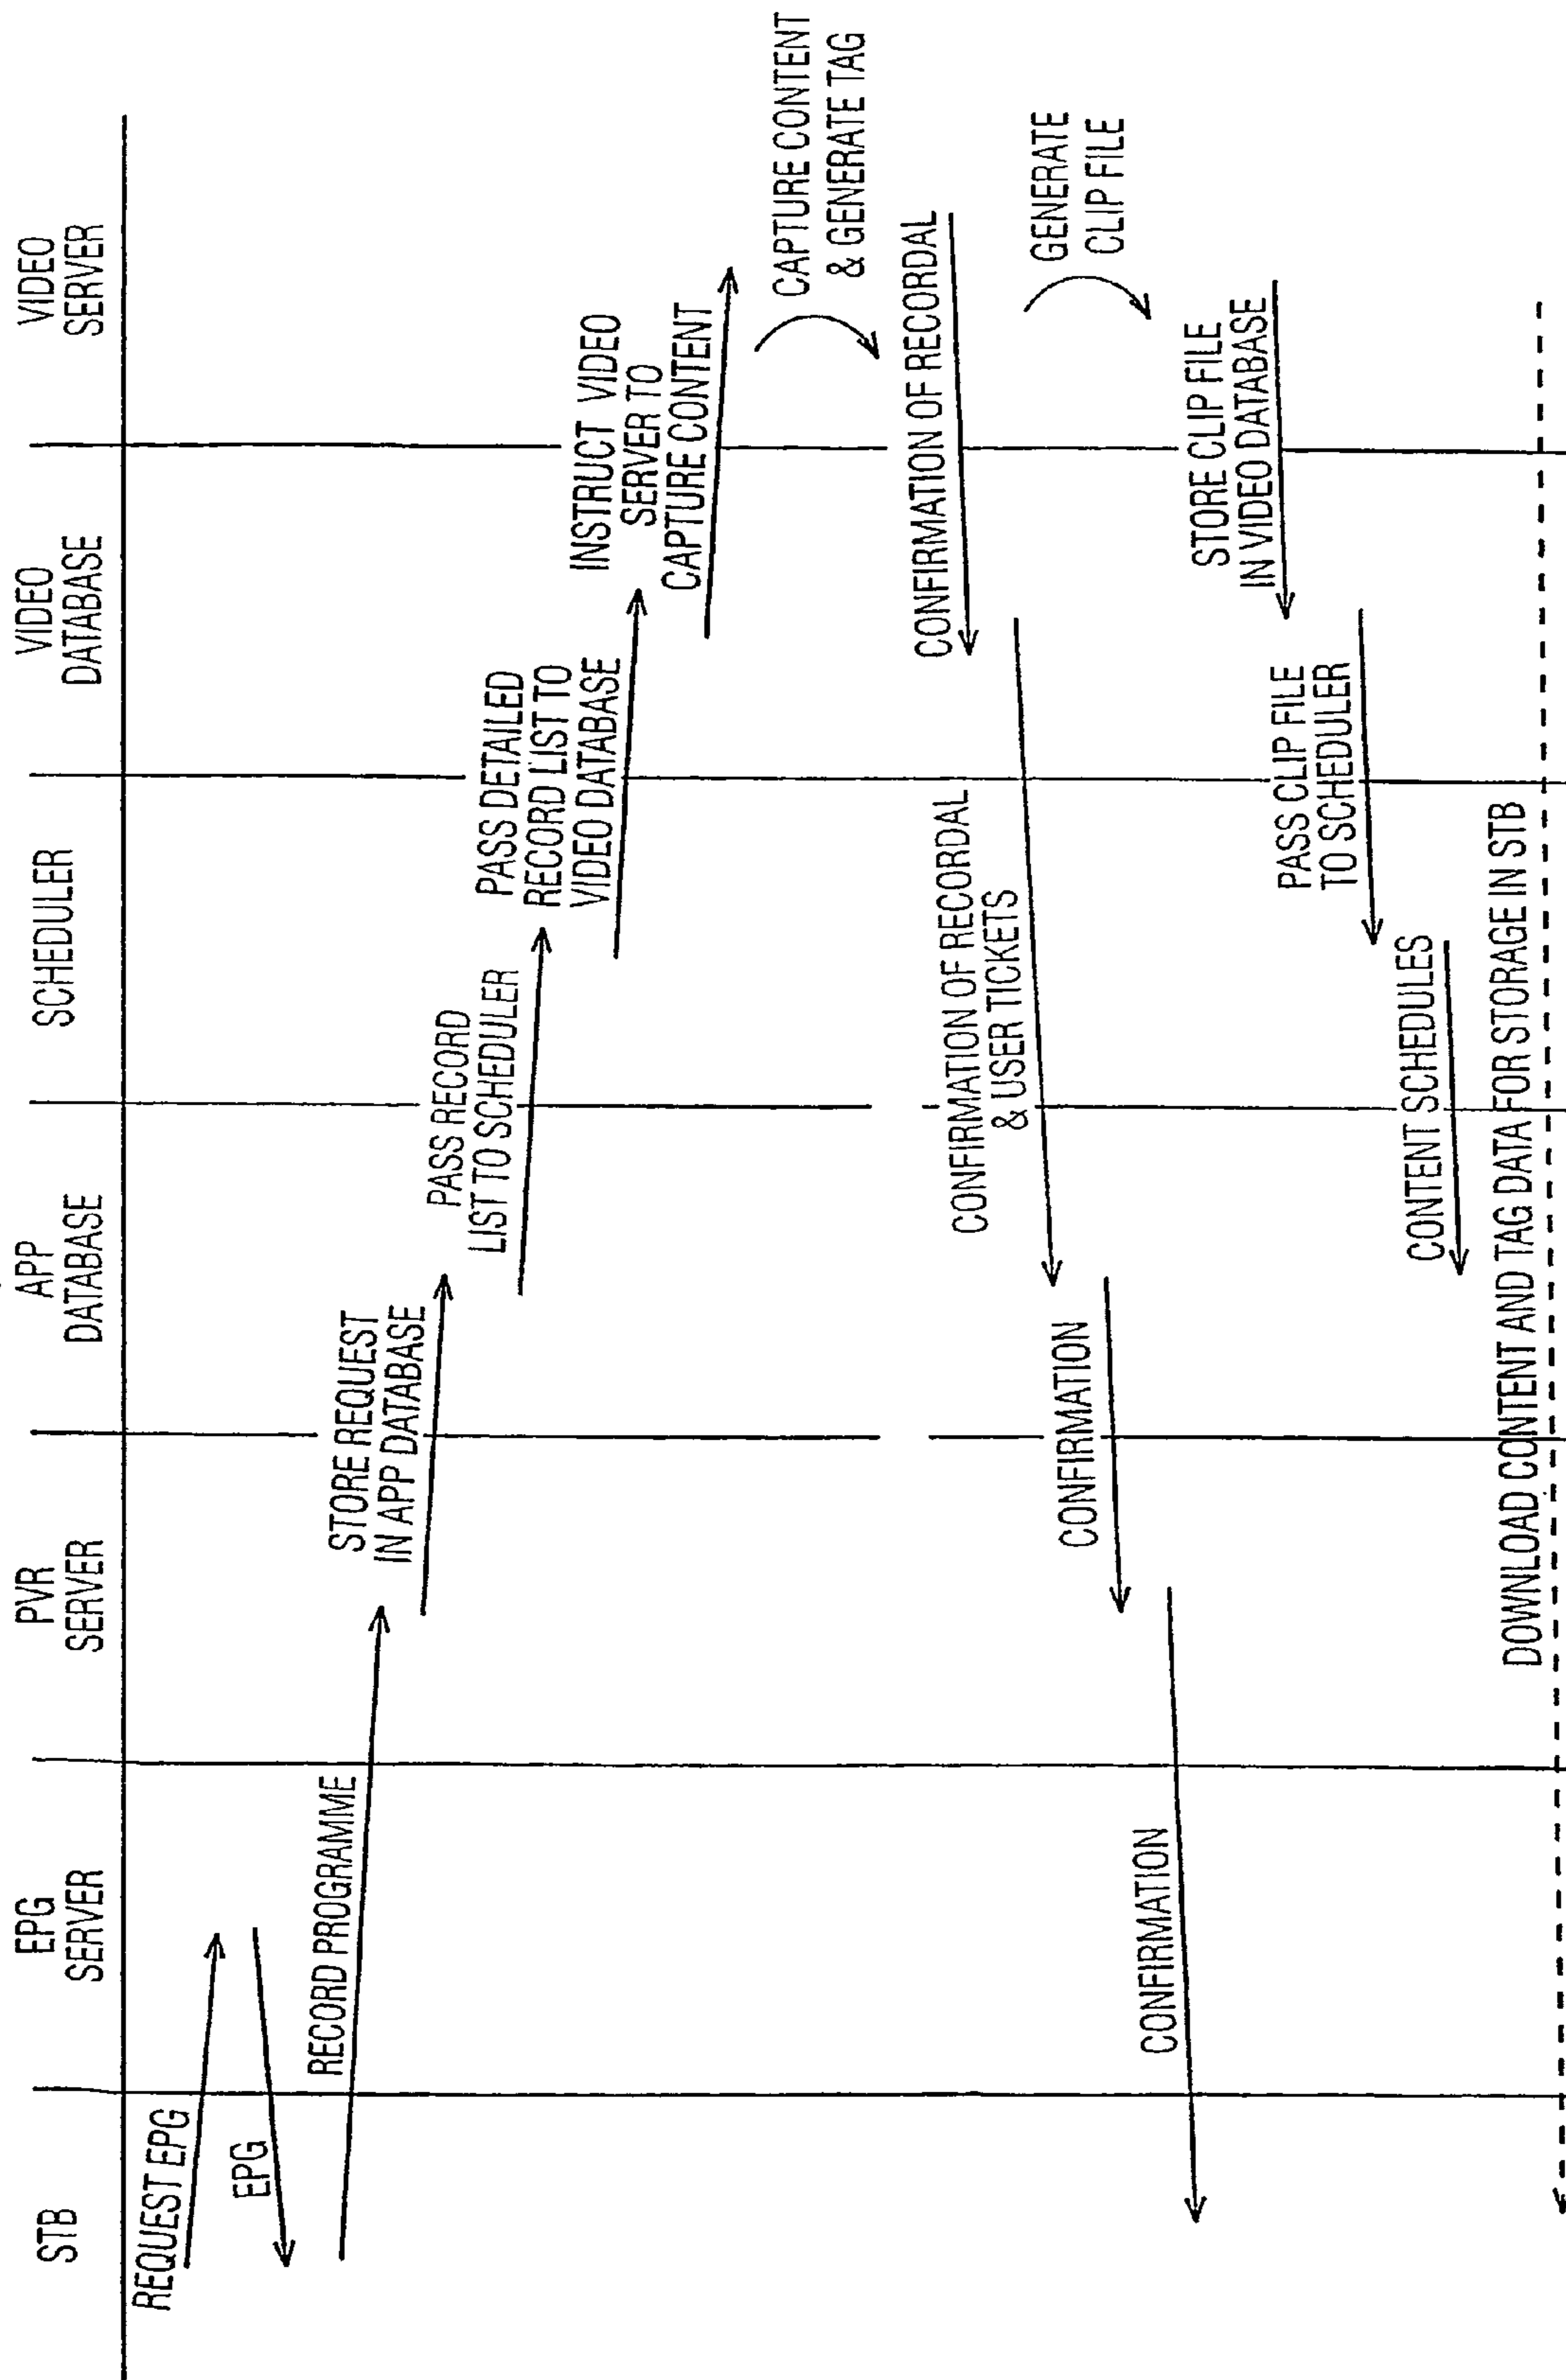 STB
EPG
SERVER
PVR
SERVER
APP
DATABASE
SCHEDULER
VIDEO
DATABASE
VIDEO
SERVER
REQUEST EPG
EPG
RECORD PROGRAMME
STORE REQUEST
IN APP DATABASE
PASS RECORD
LIST TO SCHEDULER
PASS DETAILED
RECORD LIST TO
VIDEO DATABASE
INSTRUCT VIDEO
SERVER TO
CAPTURE CONTENT
CAPTURE CONTENT
& GENERATE TAG
CONFIRMATION OF RECORDAL
CONFIRMATION OF RECORDAL
& USER TICKETS
GENERATE
CLIP FILE
CONFIRMATION
CONFIRMATION
STORE CLIP FILE
IN VIDEO DATABASE
PASS CLIP FILE
TO SCHEDULER
CONTENT SCHEDULES
DOWNLOAD CONTENT AND TAG DATA FOR STORAGE IN STB